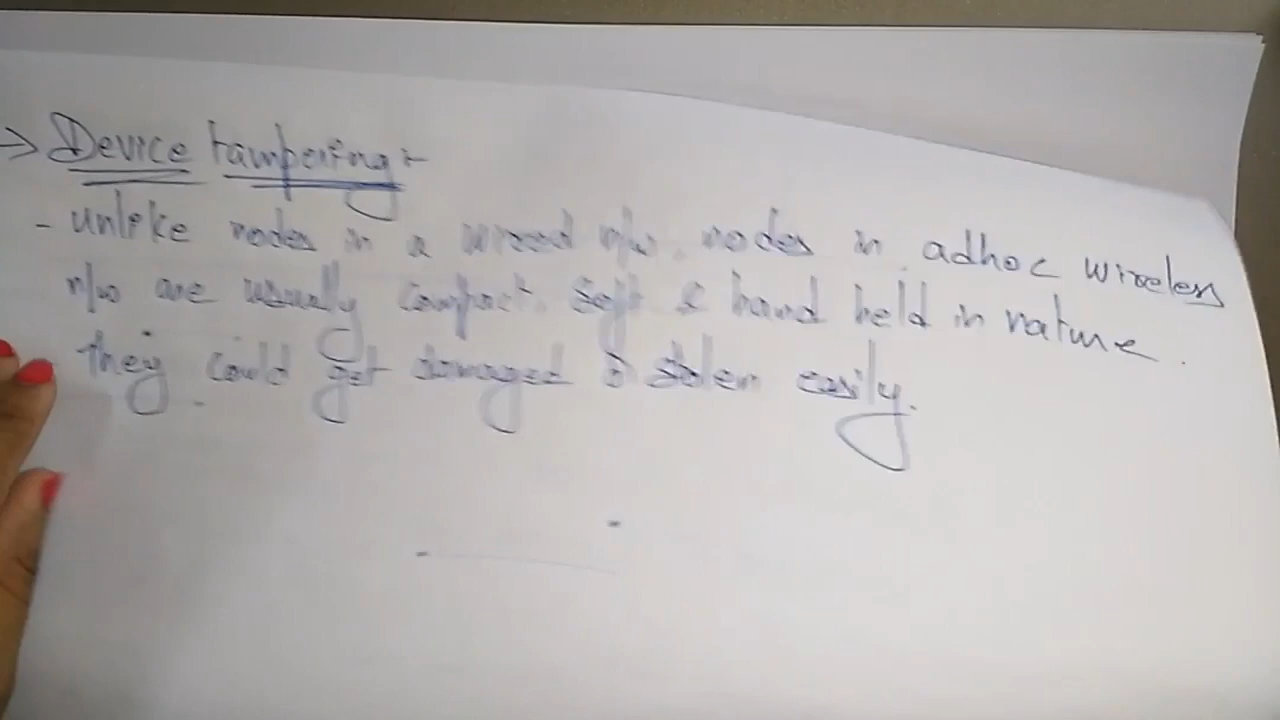 → Device tampering:-
- unlike nodes in a wired n/w. nodes in adhoc wireless
n/w are usually compact. soft & hand held in nature.
they could get damaged & stolen easily.